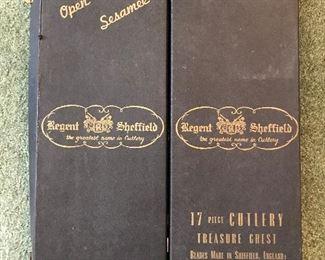 Open
Sesamee
Regent Sheffield
the greatest name in Cutlery
Regent Sheffield
the greatest name in Cutlery
17 PIECE CUTLERY
TREASURE CHEST
BLADES MADE IN SHEFFIELD, ENGLAND